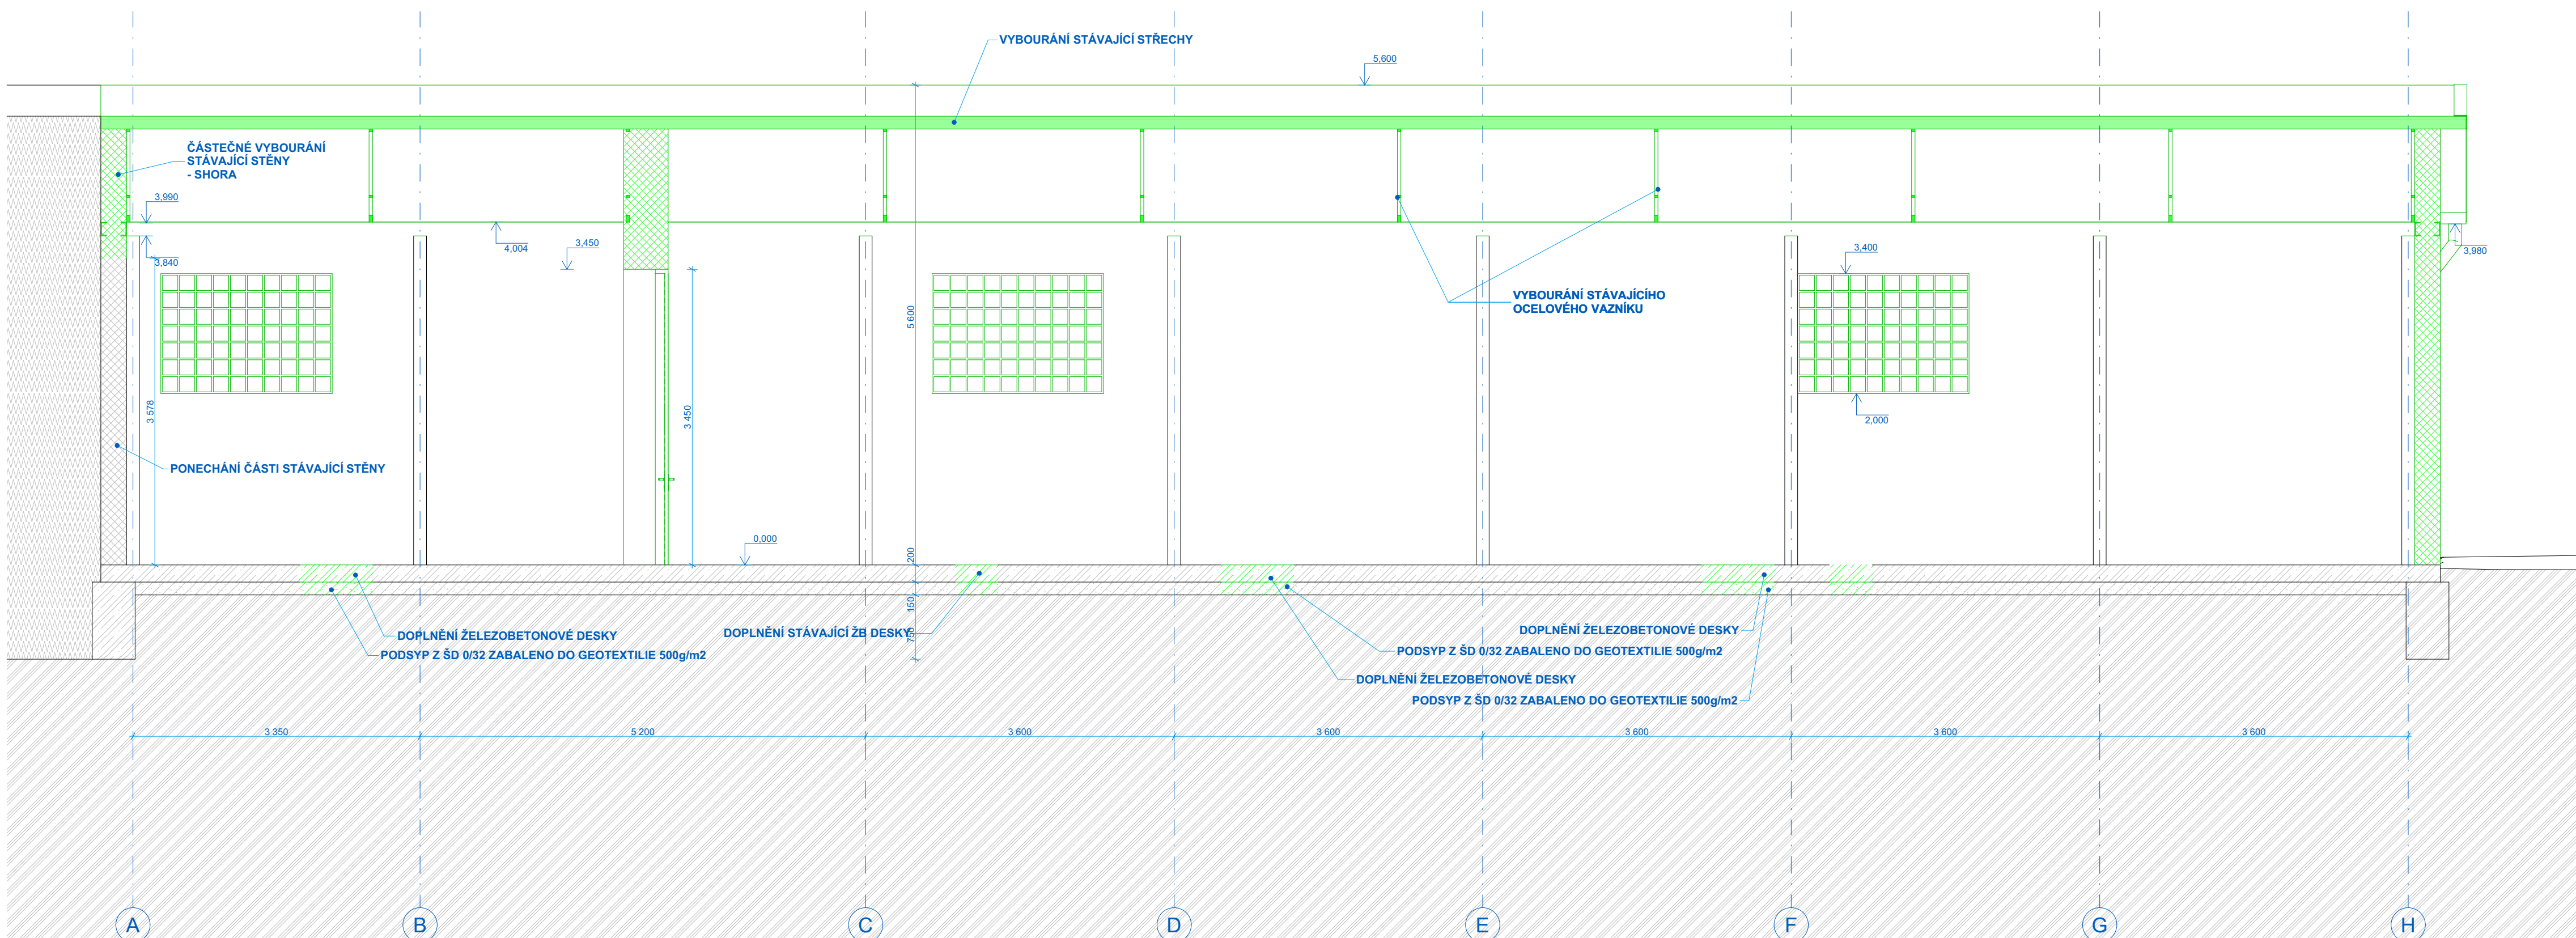 VYBOURÁNÍ STÁVAJÍCÍ STŘECHY
5,600
ČÁSTEČNÉ VYBOURÁNÍ
STÁVAJÍCÍ STĚNY
- SHORA
3,990
3,840
4,004
3,450
3,400
3,980
VYBOURÁNÍ STÁVAJÍCÍHO
OCELOVÉHO VAZNÍKU
5 600
3 578
3 450
2,000
PONECHÁNÍ ČÁSTI STÁVAJÍCÍ STĚNY
0,000
200
150
750
DOPLNĚNÍ ŽELEZOBETONOVÉ DESKY
PODSYP Z ŠD 0/32 ZABALENO DO GEOTEXTILIE 500g/m2
DOPLNĚNÍ STÁVAJÍCÍ ŽB DESKY
DOPLNĚNÍ ŽELEZOBETONOVÉ DESKY
PODSYP Z ŠD 0/32 ZABALENO DO GEOTEXTILIE 500g/m2
DOPLNĚNÍ ŽELEZOBETONOVÉ DESKY
PODSYP Z ŠD 0/32 ZABALENO DO GEOTEXTILIE 500g/m2
3 350
5 200
3 600
3 600
3 600
3 600
3 600
A
B
C
D
E
F
G
H